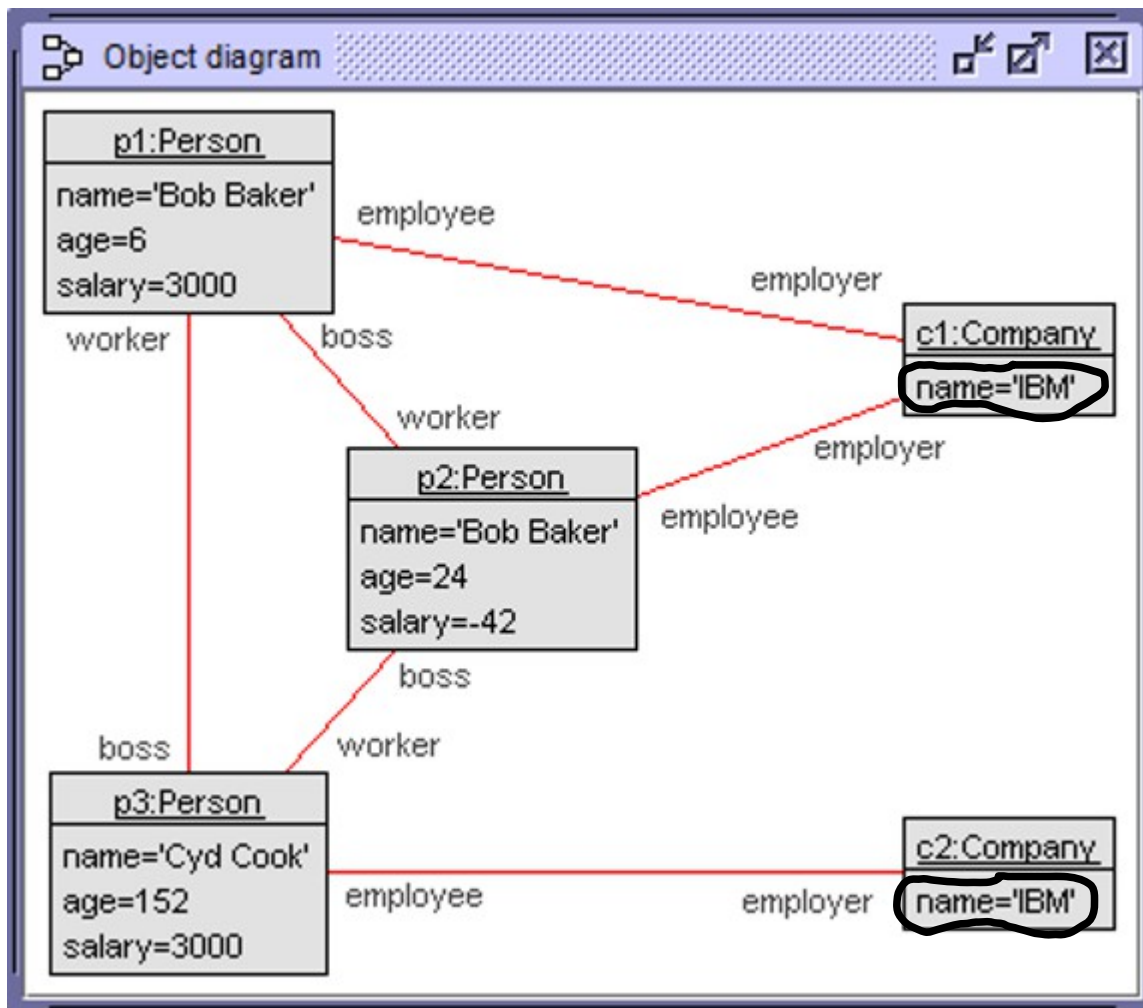 Object diagram
p1:Person
name='Bob Baker'
age=6
salary=3000
employee
employer
worker
boss
c1:Company
name='IBM'
worker
employer
p2:Person
employee
name='Bob Baker'
age=24
salary=-42
boss
worker
boss
p3:Person
name='Cyd Cook'
age=152
salary=3000
employee
employer
c2:Company
name='IBM'